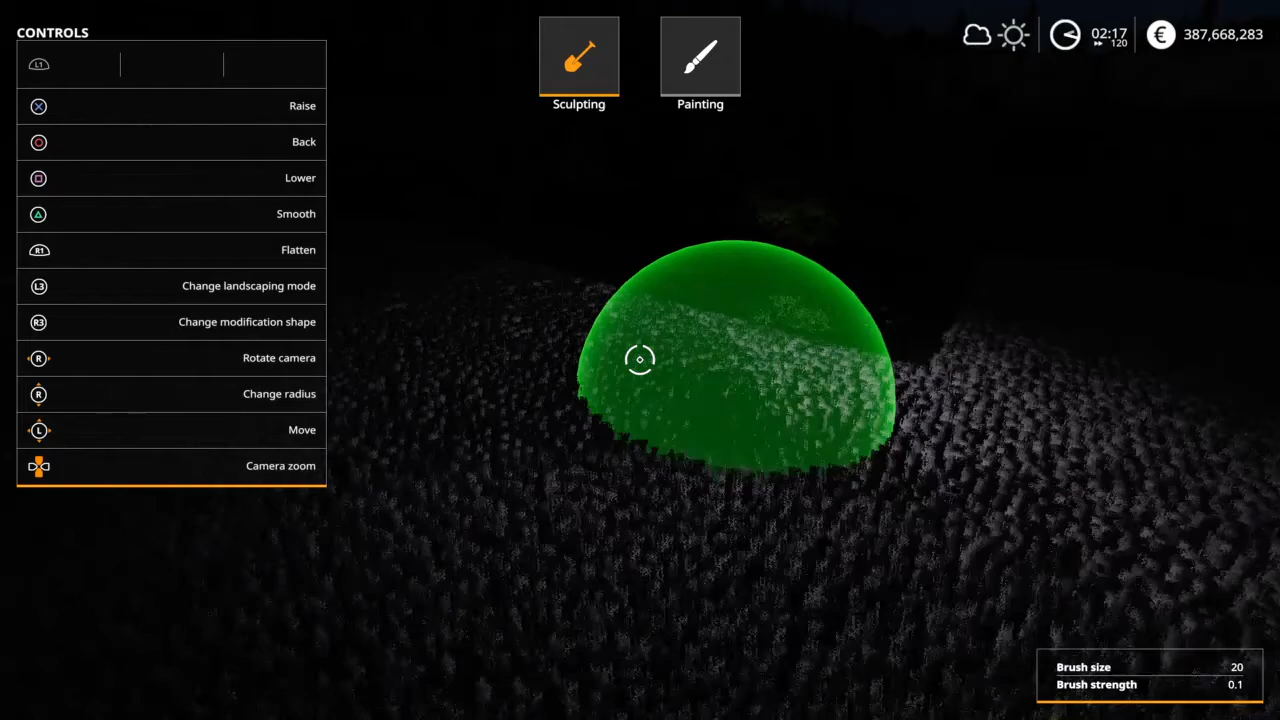 CONTROLS
L1
Raise
Back
Lower
Smooth
R1 Flatten
L3 Change landscaping mode
R3 Change modification shape
R Rotate camera
R Change radius
L Move
Camera zoom
Sculpting
Painting
02:17
120
387,668,283
Brush size 20
Brush strength 0.1